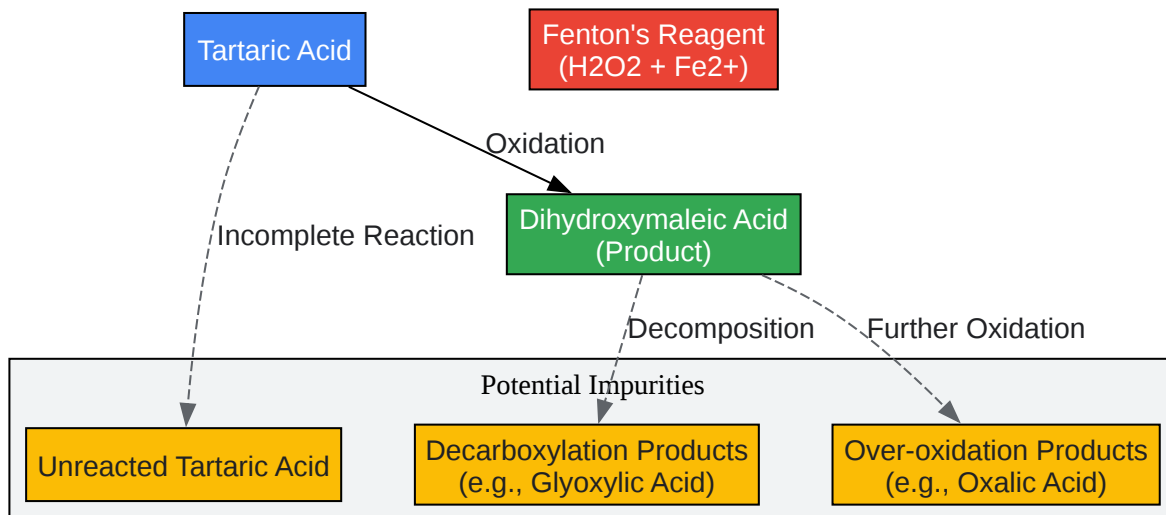 Tartaric Acid
Fenton's Reagent
(H2O2 + Fe2+)
Oxidation
Dihydroxymaleic Acid
(Product)
Incomplete Reaction
Decomposition
Further Oxidation
Potential Impurities
Unreacted Tartaric Acid
Decarboxylation Products
(e.g., Glyoxylic Acid)
Over-oxidation Products
(e.g., Oxalic Acid)